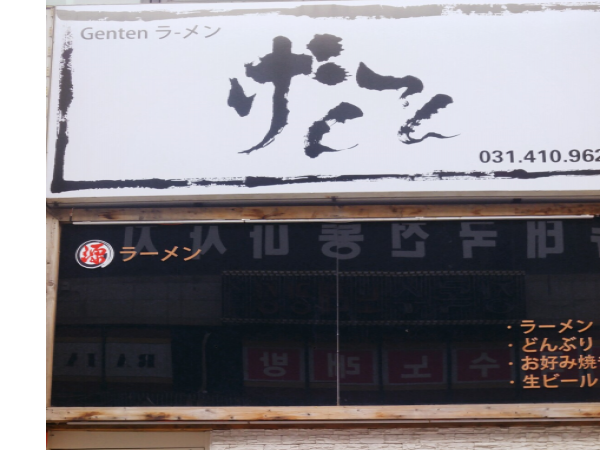 Genten ラ-メン
げんてん
031.410.962
ラーメン
・ラーメン
・どんぶり
・お好み焼き
・生ビール